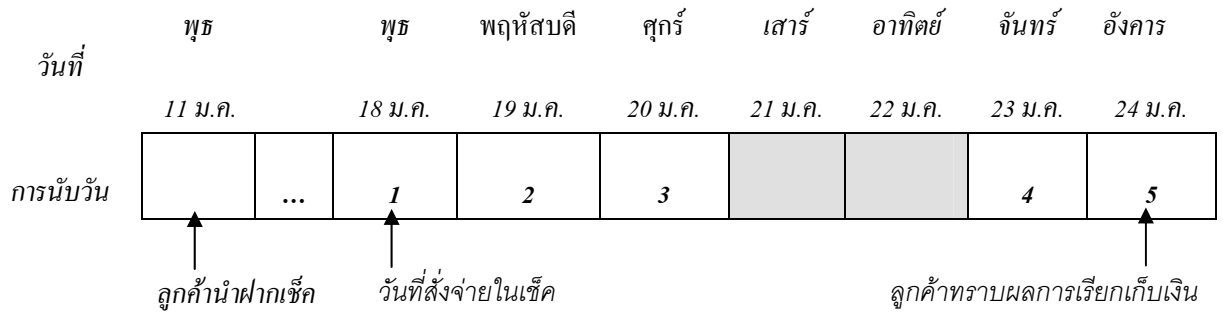 พุธ พุธ พฤหัสบดี ศุกร์ เสาร์ อาทิตย์ จันทร์ อังคาร
วันที่
11 ม.ค. 18 ม.ค. 19 ม.ค. 20 ม.ค. 21 ม.ค. 22 ม.ค. 23 ม.ค. 24 ม.ค.
การนับวัน ... 1 2 3 4 5
ลูกค้านำฝากเช็ค วันที่สั่งจ่ายในเช็ค ลูกค้าทราบผลการเรียกเก็บเงิน